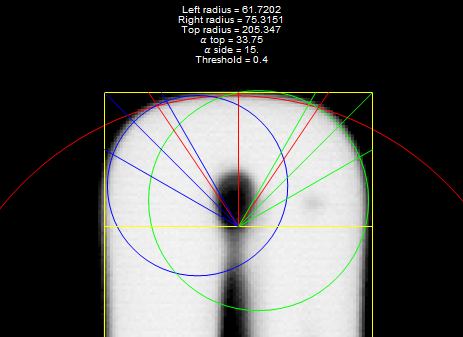 Left radius = 61.7202
Right radius = 75.3151
Top radius = 205.347
α top = 33.75
α side = 15.
Threshold = 0.4